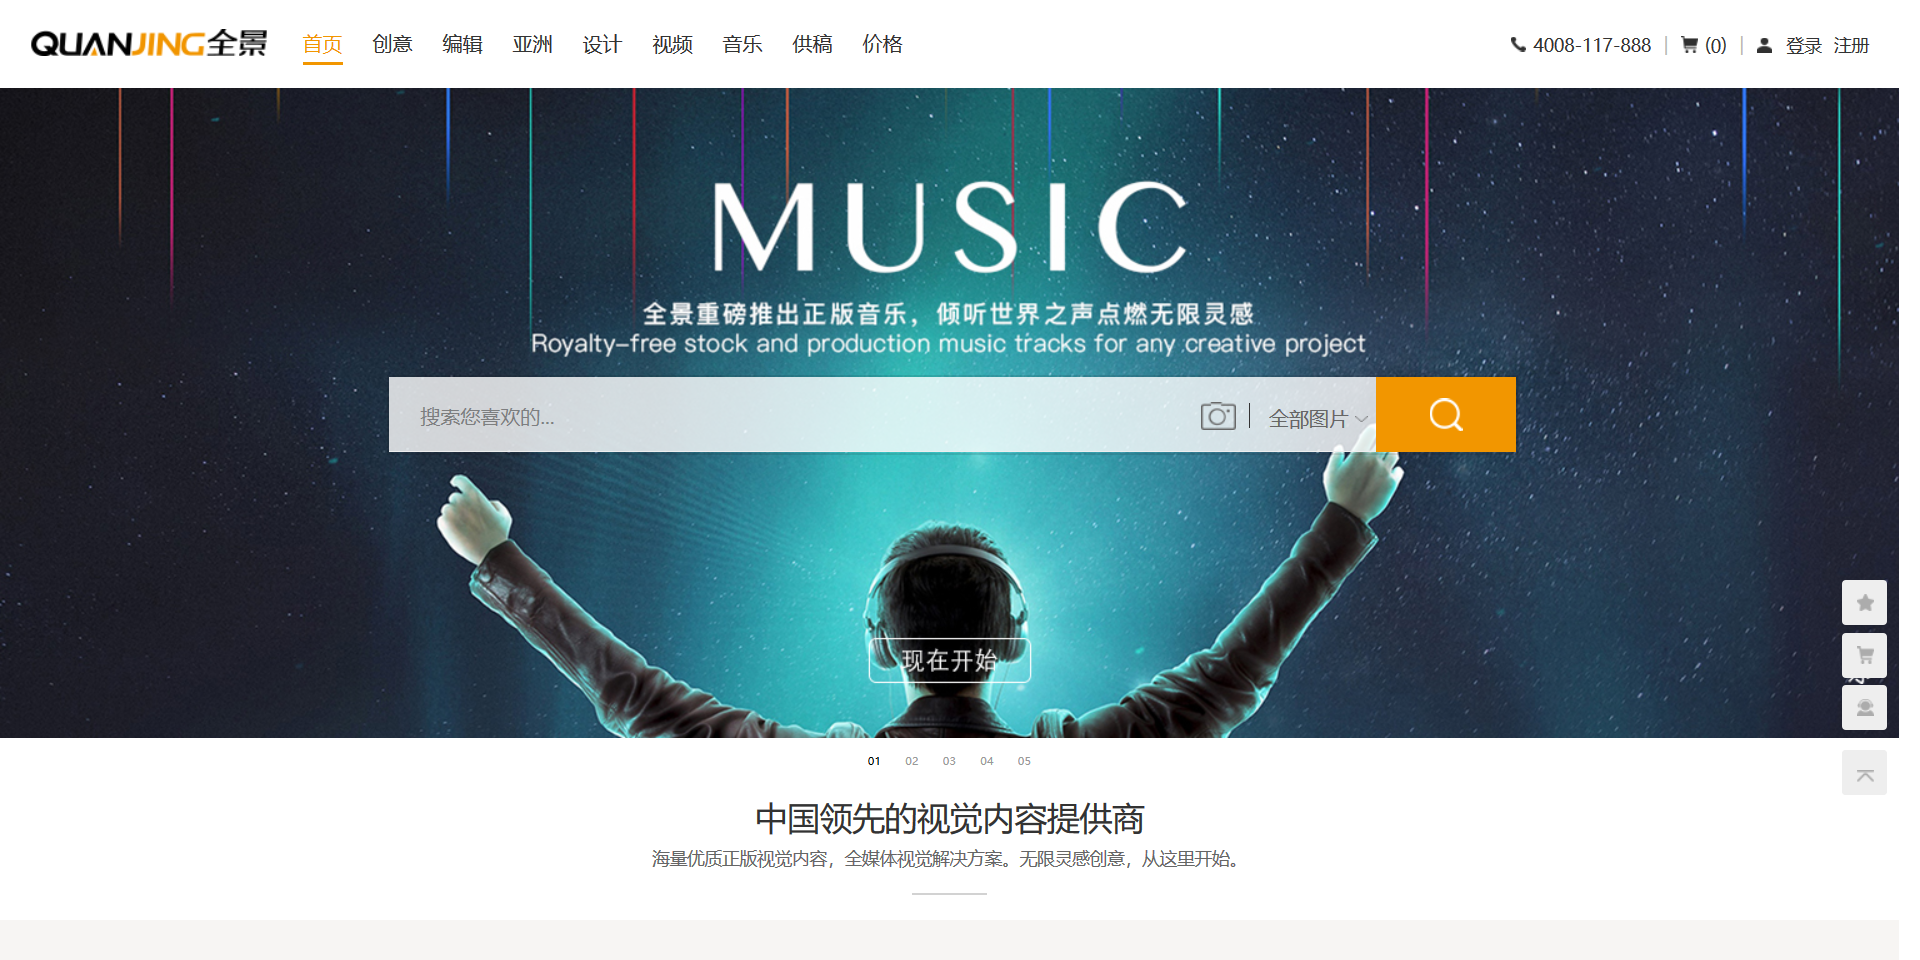 QUANJING全景 首页 创意 编辑 亚洲 设计 视频 音乐 供稿 价格 4008-117-888 (0) 登录 注册
MUSIC
全景重磅推出正版音乐，倾听世界之声点燃无限灵感
Royalty-free stock and production music tracks for any creative project
搜索您喜欢的... 全部图片
现在开始
01 02 03 04 05
中国领先的视觉内容提供商
海量优质正版视觉内容，全媒体视觉解决方案。无限灵感创意，从这里开始。